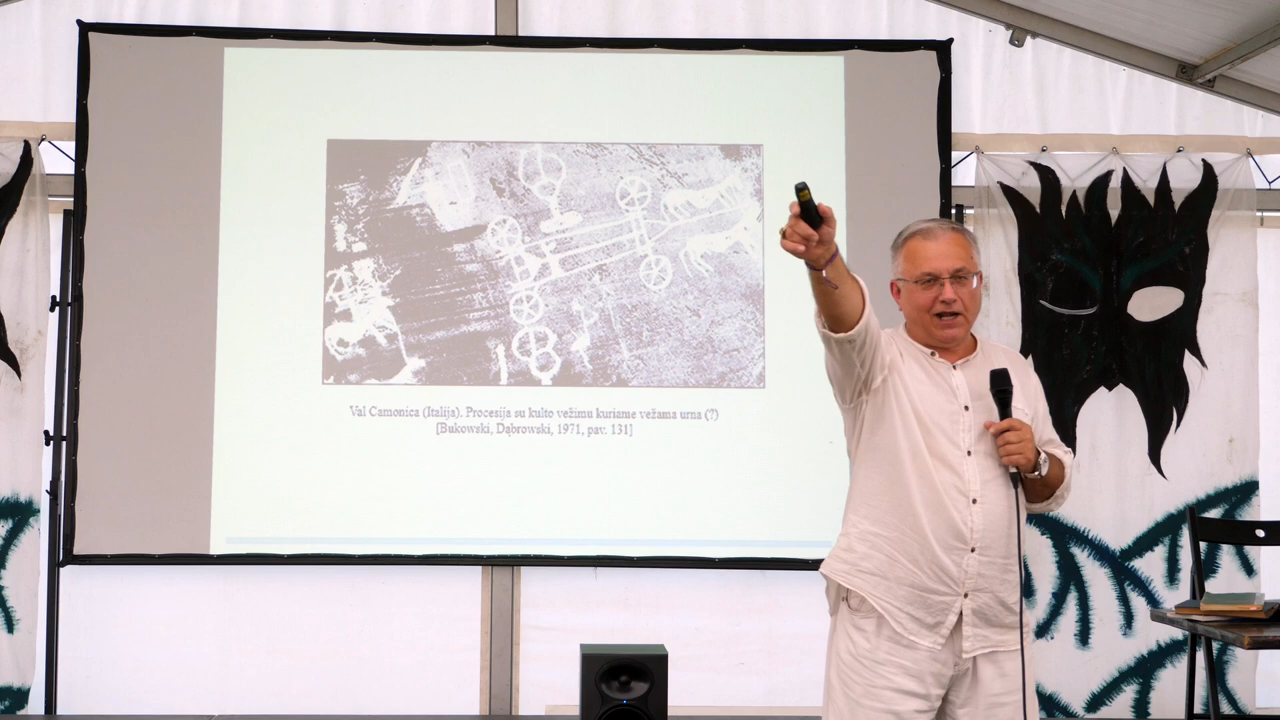 Val Camonica (Italija). Procesija su kulto vežimu kuriame vežama urna (?)
[Bukowski, Dąbrowski, 1971, pav. 131]